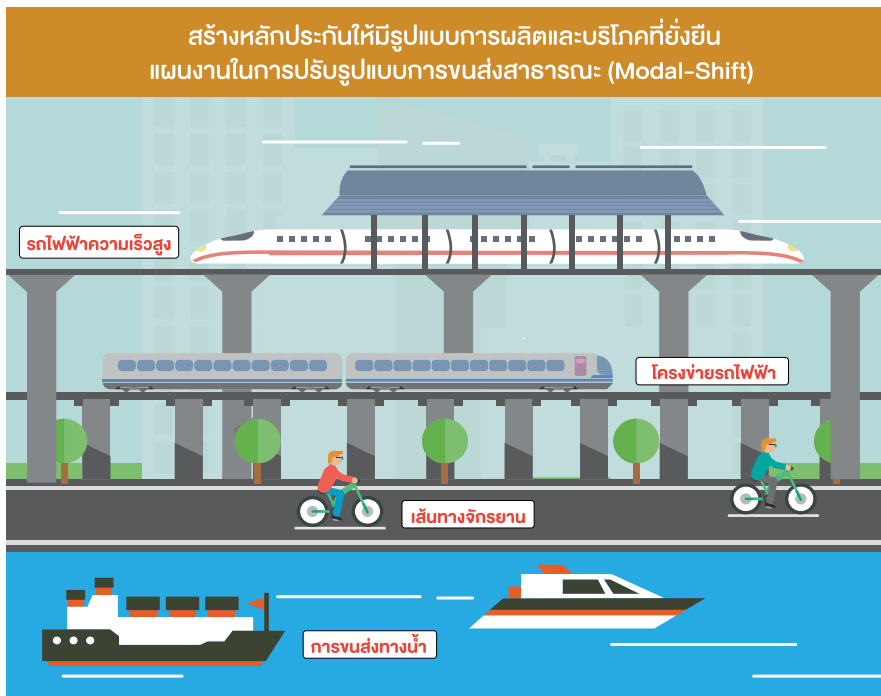 สร้างหลักประกันให้มีรูปแบบการผลิตและบริโภคที่ยั่งยืน
แผนงานในการปรับรูปแบบการขนส่งสาธารณะ (Modal-Shift)
รถไฟฟ้าความเร็วสูง
โครงข่ายรถไฟฟ้า
เส้นทางจักรยาน
การขนส่งทางน้ำ